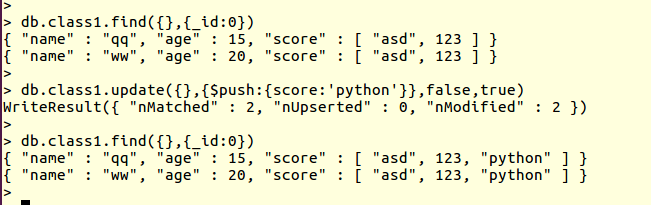 >
> db.class1.find({},{_id:0})
{ "name" : "qq", "age" : 15, "score" : [ "asd", 123 ] }
{ "name" : "ww", "age" : 20, "score" : [ "asd", 123 ] }
>
> db.class1.update({},{$push:{score:'python'}},false,true)
WriteResult({ "nMatched" : 2, "nUpserted" : 0, "nModified" : 2 })
>
> db.class1.find({},{_id:0})
{ "name" : "qq", "age" : 15, "score" : [ "asd", 123, "python" ] }
{ "name" : "ww", "age" : 20, "score" : [ "asd", 123, "python" ] }
>